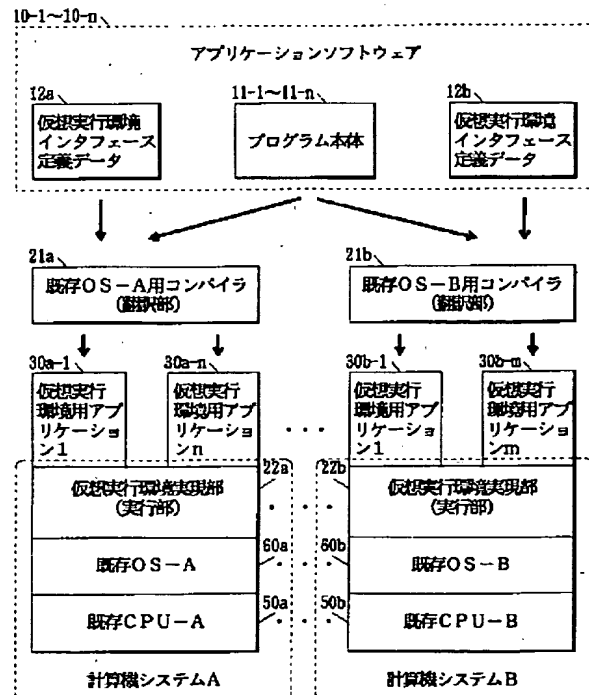 10-1～10-n
アプリケーションソフトウェア
12a
11-1～11-n
12b
仮想実行環境
インタフェース
定義データ
プログラム本体
仮想実行環境
インタフェース
定義データ
21a
21b
既存OS-A用コンパイラ
(翻訳部)
既存OS-B用コンパイラ
(翻訳部)
30a-1
30a-n
30b-1
30b-m
仮想実行
環境用アプ
リケーシ
ョン1
仮想実行
環境用アプ
リケーシ
ョンn
・・・
仮想実行
環境用アプ
リケーシ
ョン1
仮想実行
環境用アプ
リケーシ
ョンm
22a
22b
仮想実行環境実現部
(実行部)
仮想実行環境実現部
(実行部)
60a
60b
既存OS-A
既存OS-B
50a
50b
既存CPU-A
既存CPU-B
計算機システムA
計算機システムB